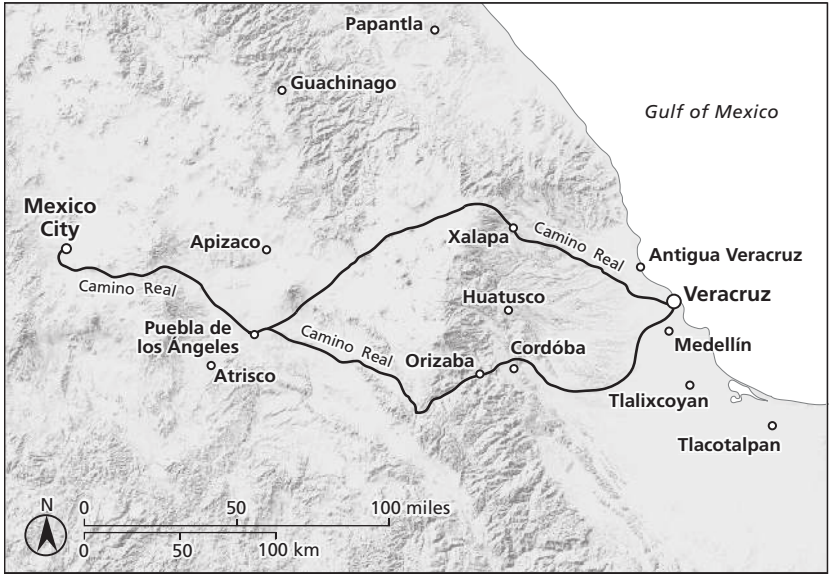 Papantla
Guachinago
Gulf of Mexico
Mexico
City
Apizaco
Xalapa
Camino Real
Antigua Veracruz
Camino Real
Huatusco
Veracruz
Puebla de
los Ángeles
Camino Real
Medellín
Atrisco
Orizaba
Cordóba
Tlalixcoyan
Tlacotalpan
N
0 50 100 miles
0 50 100 km